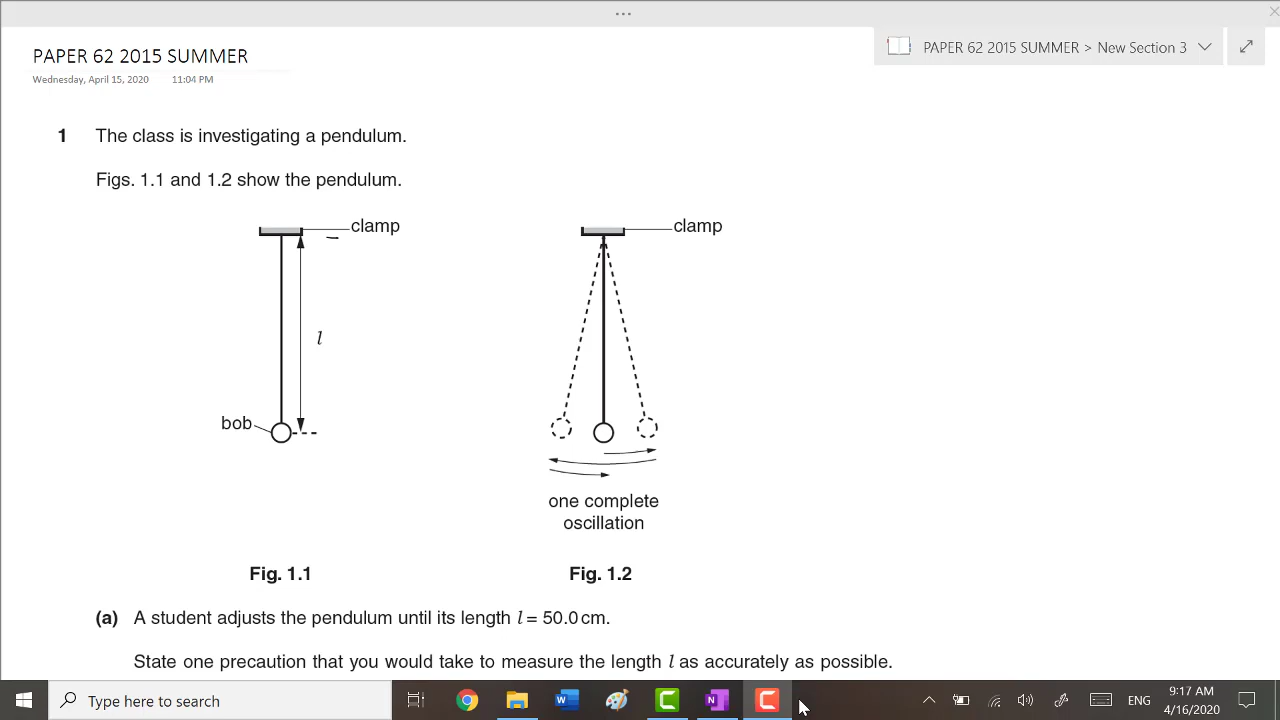 ...
PAPER 62 2015 SUMMER
Wednesday, April 15, 2020 11:04 PM
PAPER 62 2015 SUMMER > New Section 3
1 The class is investigating a pendulum.
Figs. 1.1 and 1.2 show the pendulum.
clamp
l
bob
Fig. 1.1
clamp
one complete
oscillation
Fig. 1.2
(a) A student adjusts the pendulum until its length l = 50.0 cm.
State one precaution that you would take to measure the length l as accurately as possible.
Type here to search
ENG
9:17 AM
4/16/2020